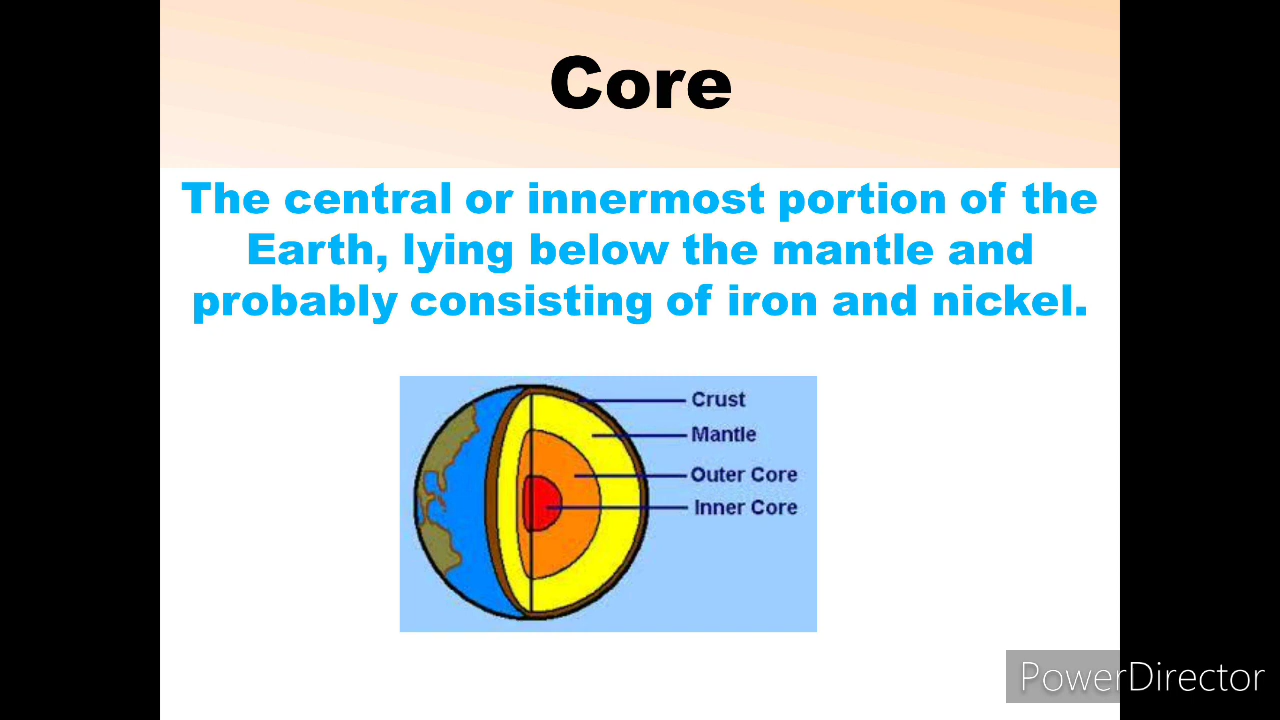 Core
The central or innermost portion of the
Earth, lying below the mantle and
probably consisting of iron and nickel.
Crust
Mantle
Outer Core
Inner Core
PowerDirector